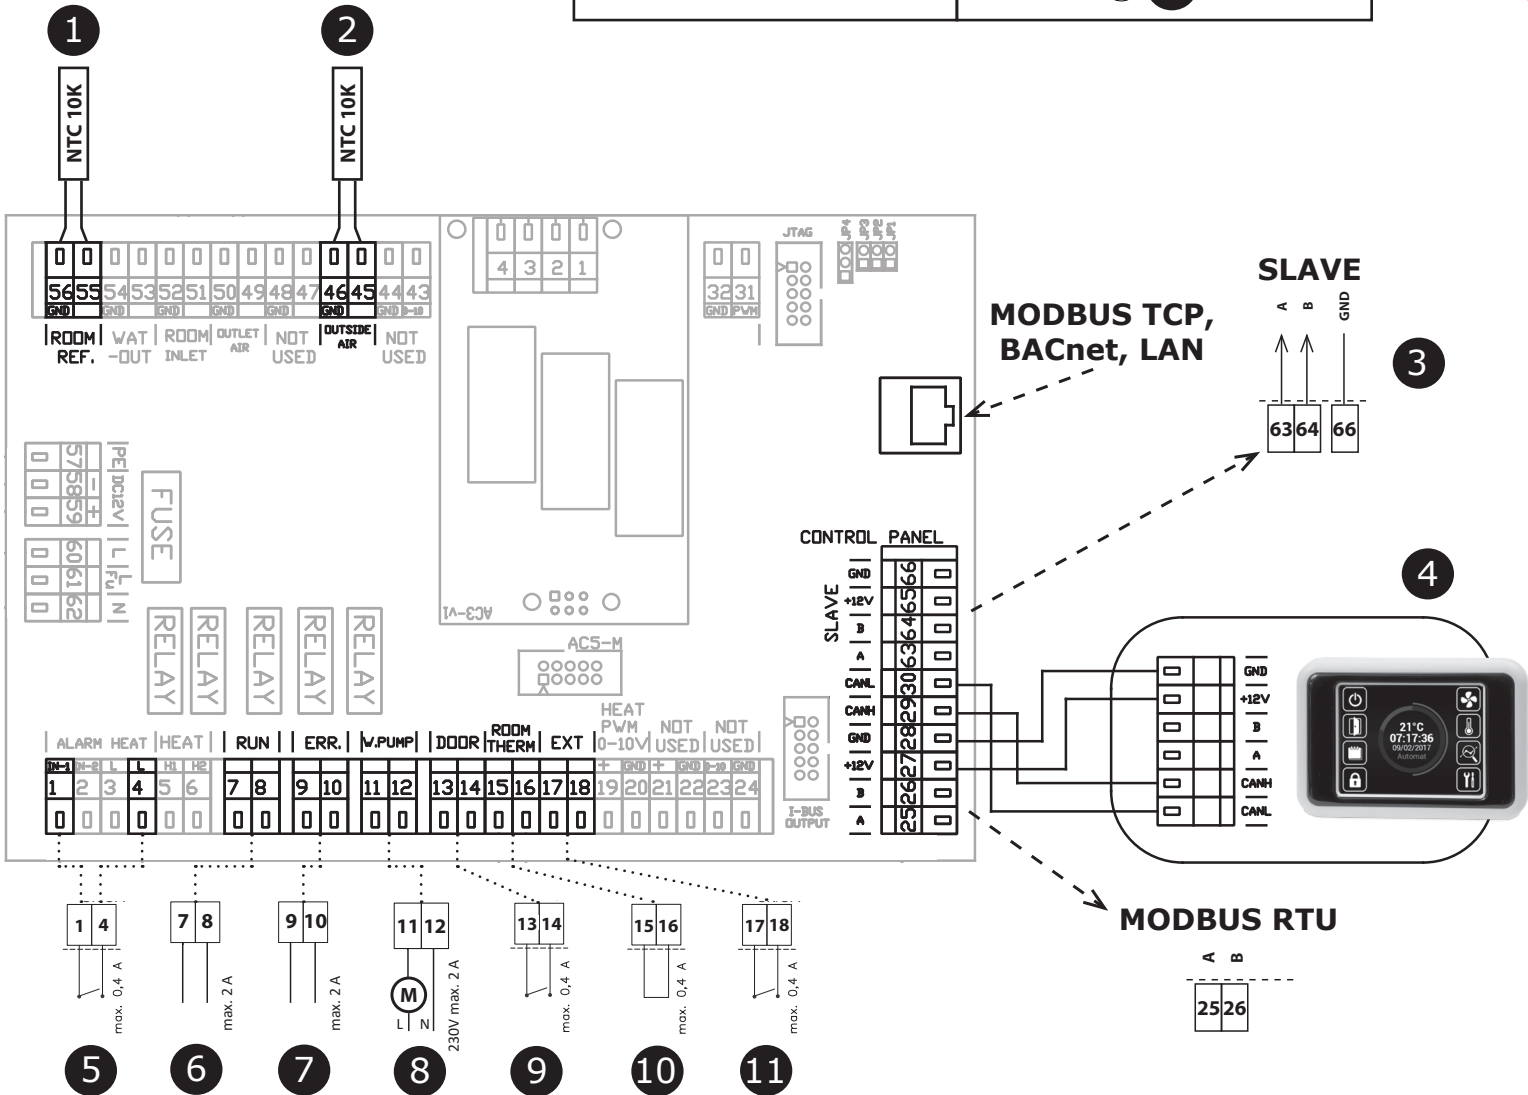 1
2
NTC 10K
NTC 10K
4 3 2 1
JTAG
JP4
JP3
JP2
JP1
56 55 54 53 52 51 50 49 48 47 46 45 44 43
GND GND GND GND GND GND GND 0-10
32 31
GND PWM
ROOM REF.
WAT -OUT
ROOM INLET
OUTLET AIR
NOT USED
OUTSIDE AIR
NOT USED
MODBUS TCP,
BACnet, LAN
SLAVE
A B GND
63 64 66
3
57 58 59
PE DC12V - +
60 61 62
L L Fu N
FUSE
RELAY
RELAY
RELAY
RELAY
RELAY
AC3-v1
AC5-M
CONTROL PANEL
SLAVE
GND 66
+12V 65
B 64
A 63
CANL 30
CANH 29
GND 28
+12V 27
B 26
A 25
4
GND
+12V
B
A
CANH
CANL
21°C
07:17:36
09/02/2017
Automat
ALARM HEAT
HEAT
RUN
ERR.
W.PUMP
DOOR
ROOM THERM
EXT
HEAT PWM 0-10V
NOT USED
NOT USED
IN-1 IN-2 L L H1 H2 + GND + GND 0-10 GND
1 2 3 4 5 6 7 8 9 10 11 12 13 14 15 16 17 18 19 20 21 22 23 24
I-BUS
OUTPUT
1 4
max. 0,4 A
5
7 8
max. 2 A
6
9 10
max. 2 A
7
11 12
M
L N
230V max. 2 A
8
13 14
max. 0,4 A
9
15 16
max. 0,4 A
10
17 18
max. 0,4 A
11
MODBUS RTU
A B
25 26